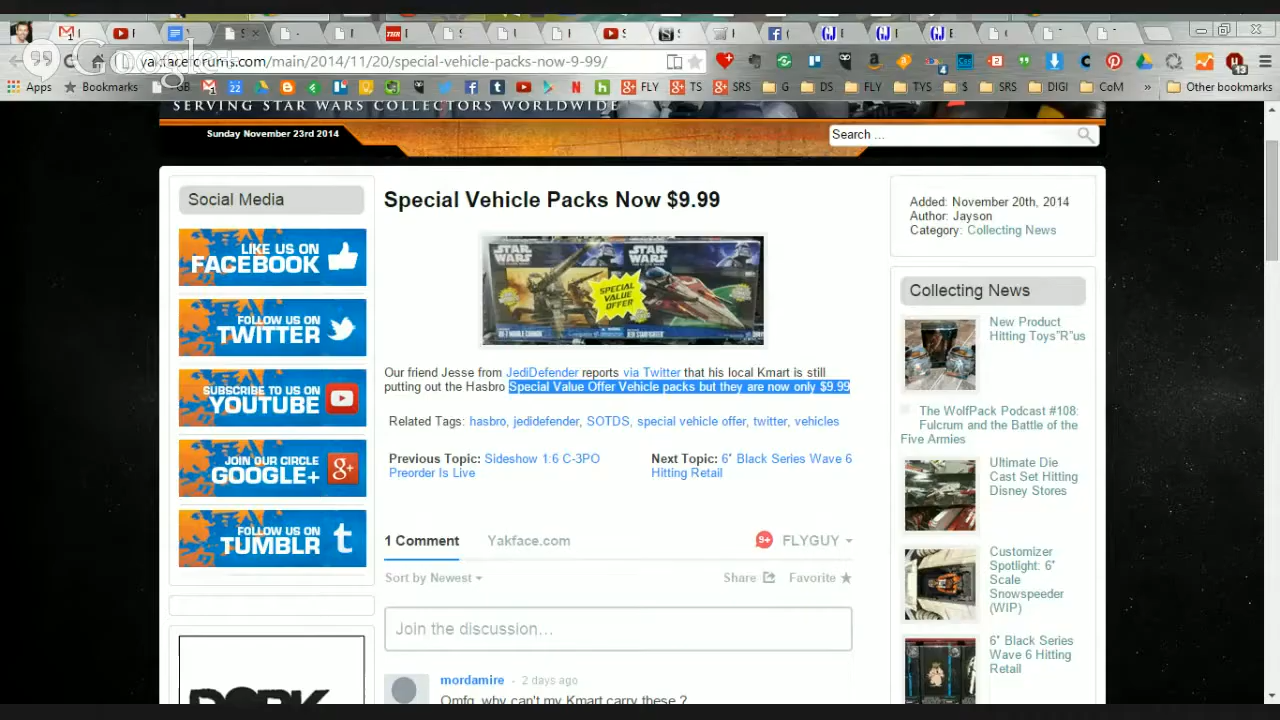 Google+
yakfaceforums.com/main/2014/11/20/special-vehicle-packs-now-9-99/
Apps
Bookmarks
GB
FLY
TS
SRS
G
DS
FLY
TYS
$
SRS
DIGI
CoM
»
Other bookmarks
SERVING STAR WARS COLLECTORS WORLDWIDE
Sunday November 23rd 2014
Search ...
Social Media
LIKE US ON
FACEBOOK
FOLLOW US ON
TWITTER
SUBSCRIBE TO US ON
YOUTUBE
JOIN OUR CIRCLE
GOOGLE+
FOLLOW US ON
TUMBLR
Special Vehicle Packs Now $9.99
STAR WARS
STAR WARS
SPECIAL
VALUE
OFFER
Our friend Jesse from JediDefender reports via Twitter that his local Kmart is still
putting out the Hasbro Special Value Offer Vehicle packs but they are now only $9.99
Related Tags: hasbro, jedidefender, SOTDS, special vehicle offer, twitter, vehicles
Previous Topic: Sideshow 1:6 C-3PO
Preorder Is Live
Next Topic: 6″ Black Series Wave 6
Hitting Retail
1 Comment
Yakface.com
9+
FLYGUY
Sort by Newest
Share
Favorite
Join the discussion…
mordamire · 2 days ago
Omfg, why can't my Kmart carry these ?
Added: November 20th, 2014
Author: Jayson
Category: Collecting News
Collecting News
New Product
Hitting Toys"R"us
The WolfPack Podcast #108:
Fulcrum and the Battle of the
Five Armies
Ultimate Die
Cast Set Hitting
Disney Stores
Customizer
Spotlight: 6″
Scale
Snowspeeder
(WIP)
6″ Black Series
Wave 6 Hitting
Retail